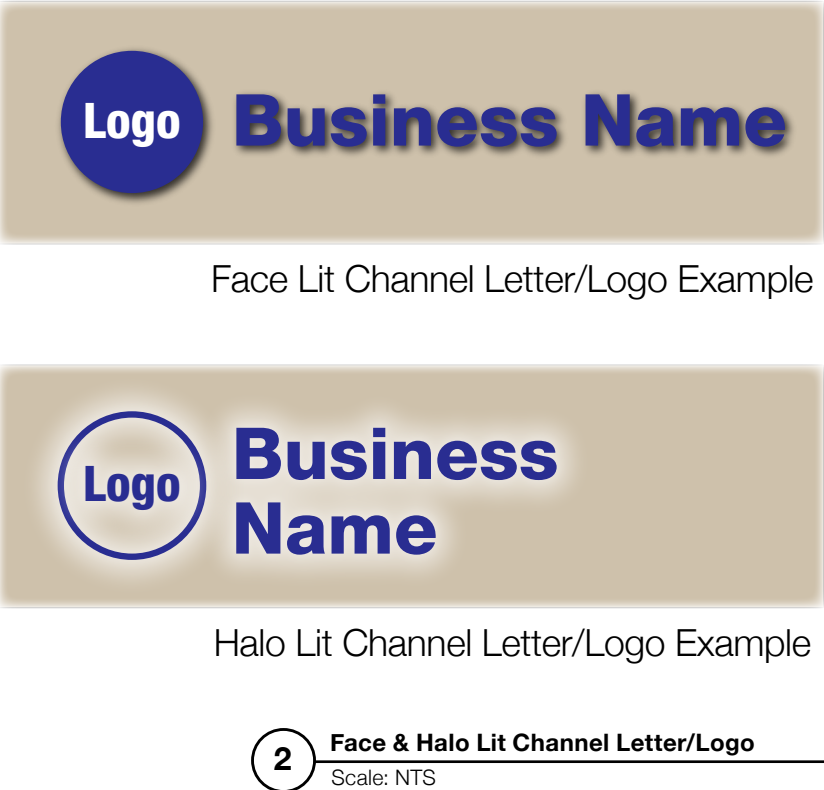 Logo
Business Name
Face Lit Channel Letter/Logo Example
Logo
Business
Name
Halo Lit Channel Letter/Logo Example
2
Face & Halo Lit Channel Letter/Logo
Scale: NTS